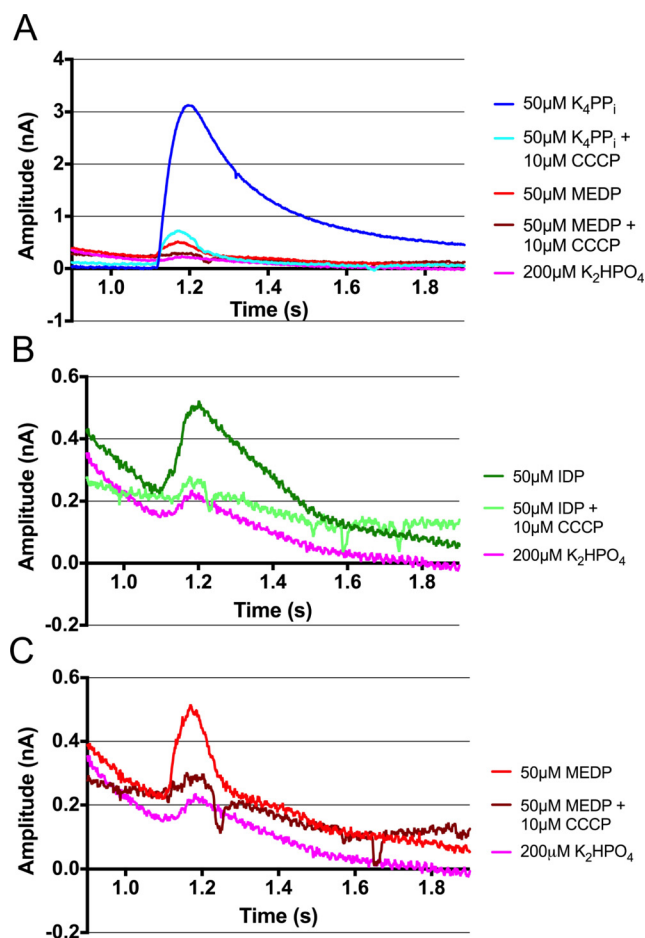 A
Amplitude (nA)
4
3
2
1
0
-1
1.0 1.2 1.4 1.6 1.8
Time (s)
50µM K₄PPᵢ
50µM K₄PPᵢ +
10µM CCCP
50µM MEDP
50µM MEDP +
10µM CCCP
200µM K₂HPO₄
B
Amplitude (nA)
0.6
0.4
0.2
0.0
-0.2
1.0 1.2 1.4 1.6 1.8
Time (s)
50µM IDP
50µM IDP +
10µM CCCP
200µM K₂HPO₄
C
Amplitude (nA)
0.6
0.4
0.2
0.0
-0.2
1.0 1.2 1.4 1.6 1.8
Time (s)
50µM MEDP
50µM MEDP +
10µM CCCP
200µM K₂HPO₄